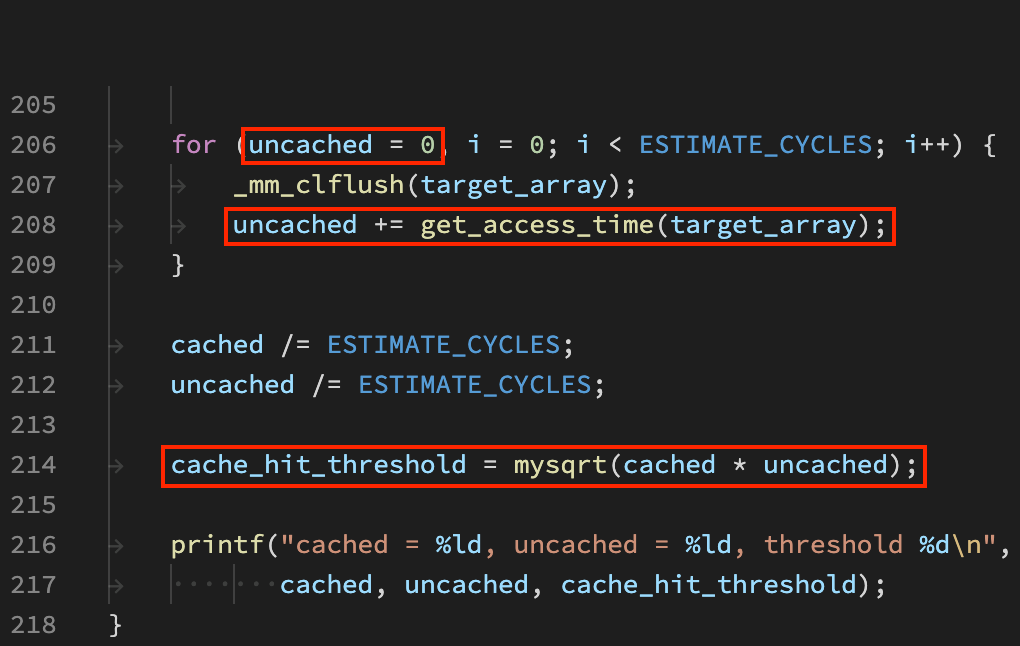 205
206 for (uncached = 0, i = 0; i < ESTIMATE_CYCLES; i++) {
207 _mm_clflush(target_array);
208 uncached += get_access_time(target_array);
209 }
210
211 cached /= ESTIMATE_CYCLES;
212 uncached /= ESTIMATE_CYCLES;
213
214 cache_hit_threshold = mysqrt(cached * uncached);
215
216 printf("cached = %ld, uncached = %ld, threshold %d\n",
217 cached, uncached, cache_hit_threshold);
218 }